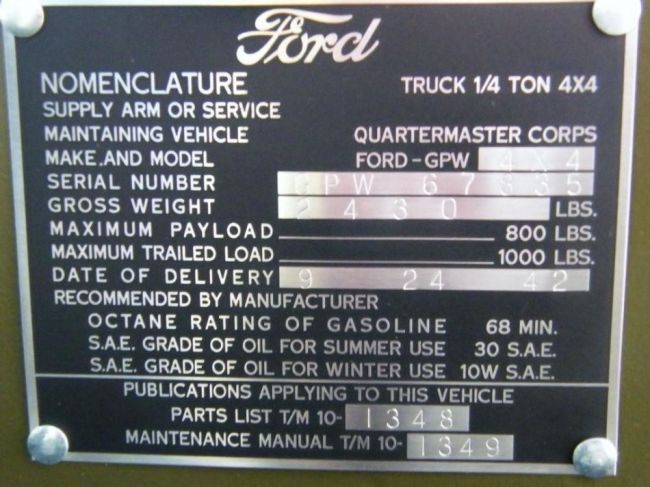 Ford
NOMENCLATURE TRUCK 1/4 TON 4X4
SUPPLY ARM OR SERVICE
MAINTAINING VEHICLE QUARTERMASTER CORPS
MAKE AND MODEL FORD-GPW 4X4
SERIAL NUMBER GPW 67335
GROSS WEIGHT 2430 LBS.
MAXIMUM PAYLOAD 800 LBS.
MAXIMUM TRAILED LOAD 1000 LBS.
DATE OF DELIVERY 9 24 42
RECOMMENDED BY MANUFACTURER
OCTANE RATING OF GASOLINE 68 MIN.
S.A.E. GRADE OF OIL FOR SUMMER USE 30 S.A.E.
S.A.E. GRADE OF OIL FOR WINTER USE 10W S.A.E.
PUBLICATIONS APPLYING TO THIS VEHICLE
PARTS LIST T/M 10-1348
MAINTENANCE MANUAL T/M 10-1349